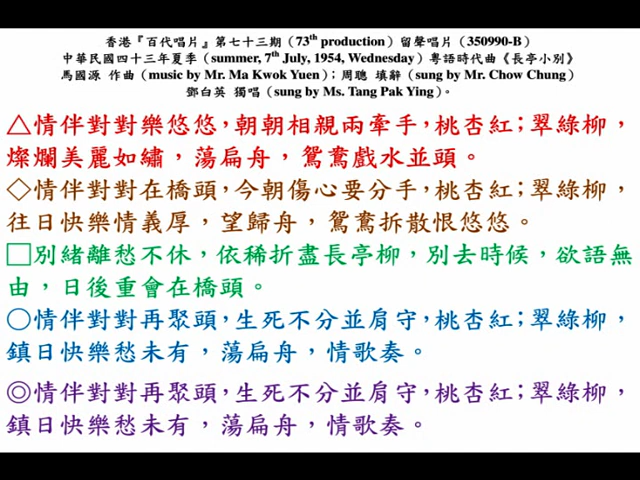 香港『百代唱片』第七十三期（73th production）留聲唱片（350990-B）
中華民國四十三年夏季（summer, 7th July, 1954, Wednesday）粵語時代曲《長亭小別》
馬國源 作曲（music by Mr. Ma Kwok Yuen）；周聰 填辭（sung by Mr. Chow Chung）
鄧白英 獨唱（sung by Ms. Tang Pak Ying）。
△情伴對對樂悠悠，朝朝相親兩牽手，桃杏紅；翠綠柳，
燦爛美麗如繡，蕩扁舟，鴛鴦戲水並頭。
◇情伴對對在橋頭，今朝傷心要分手，桃杏紅；翠綠柳，
往日快樂情義厚，望歸舟，鴛鴦拆散恨悠悠。
□別緒離愁不休，依稀折盡長亭柳，別去時候，欲語無
由，日後重會在橋頭。
○情伴對對再聚頭，生死不分並肩守，桃杏紅；翠綠柳，
鎮日快樂愁未有，蕩扁舟，情歌奏。
◎情伴對對再聚頭，生死不分並肩守，桃杏紅；翠綠柳，
鎮日快樂愁未有，蕩扁舟，情歌奏。